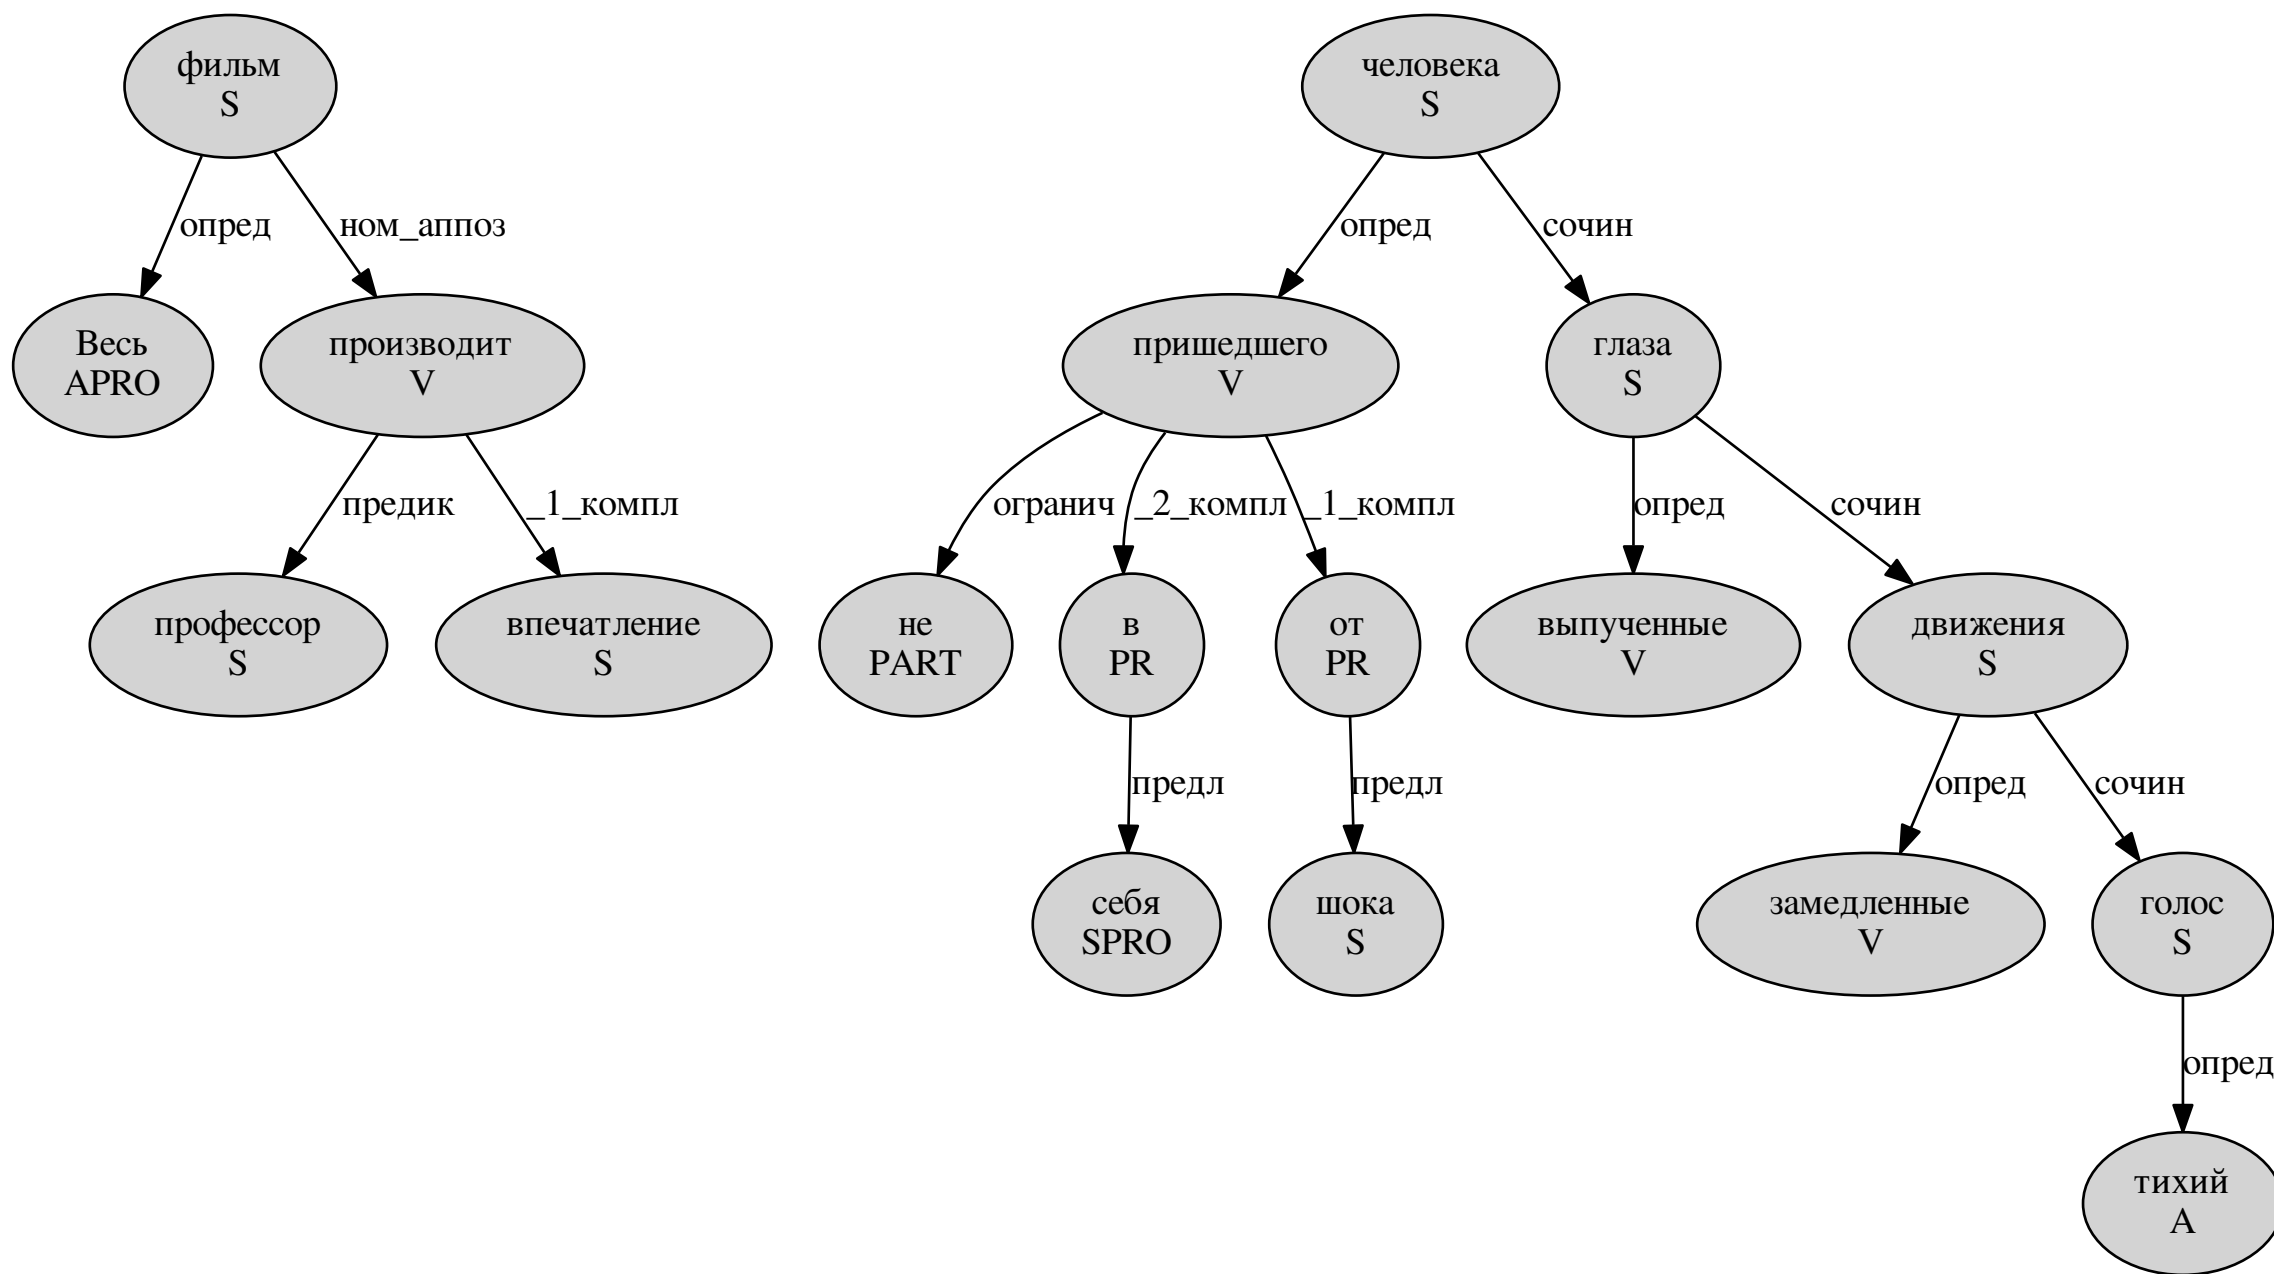 фильм
S
человека
S
опред
ном_аппоз
опред
сочин
Весь
APRO
производит
V
пришедшего
V
глаза
S
предик
_1_компл
огранич
_2_компл
_1_компл
опред
сочин
профессор
S
впечатление
S
не
PART
в
PR
от
PR
выпученные
V
движения
S
предл
предл
опред
сочин
себя
SPRO
шока
S
замедленные
V
голос
S
опред
тихий
A